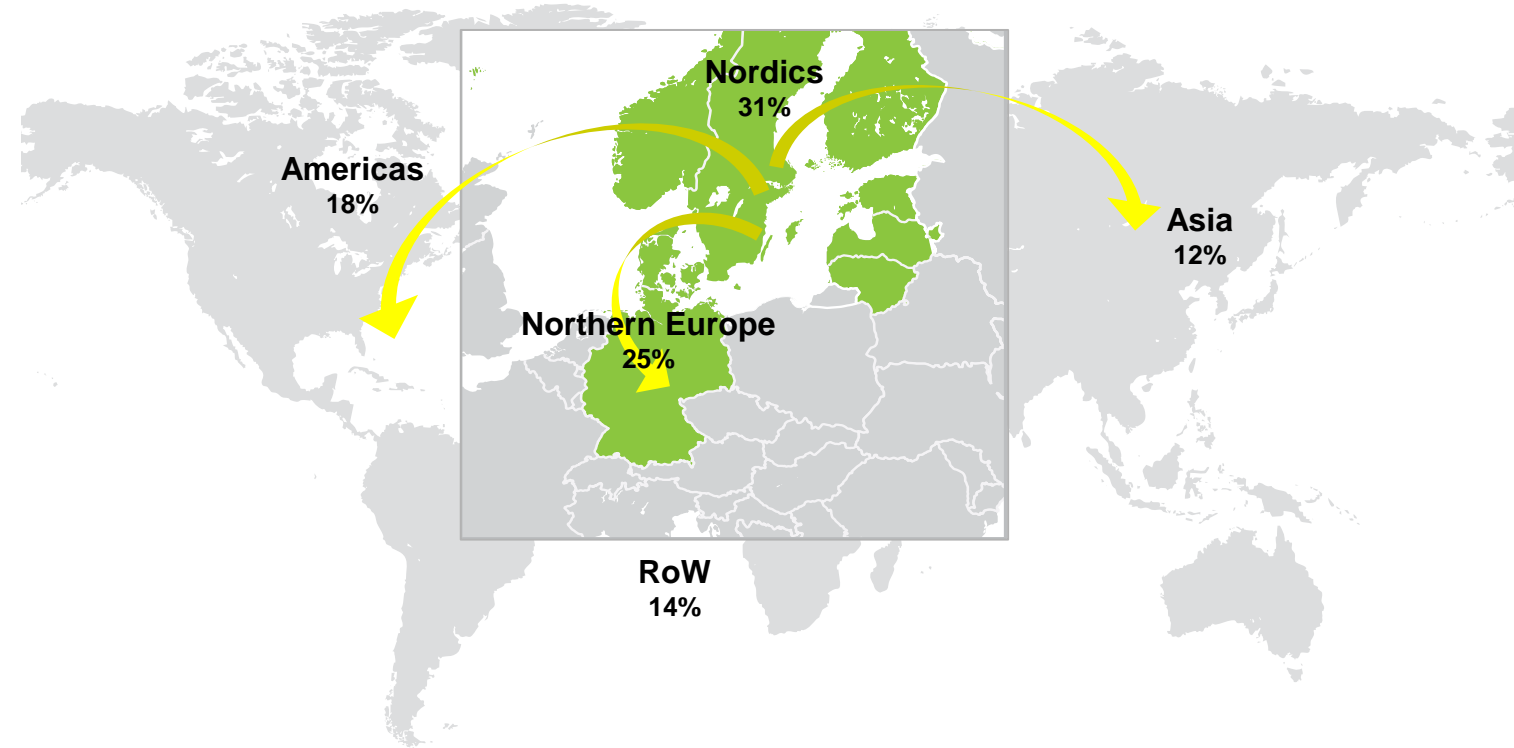 Nordics
31%
Americas
18%
Asia
12%
Northern Europe
25%
RoW
14%